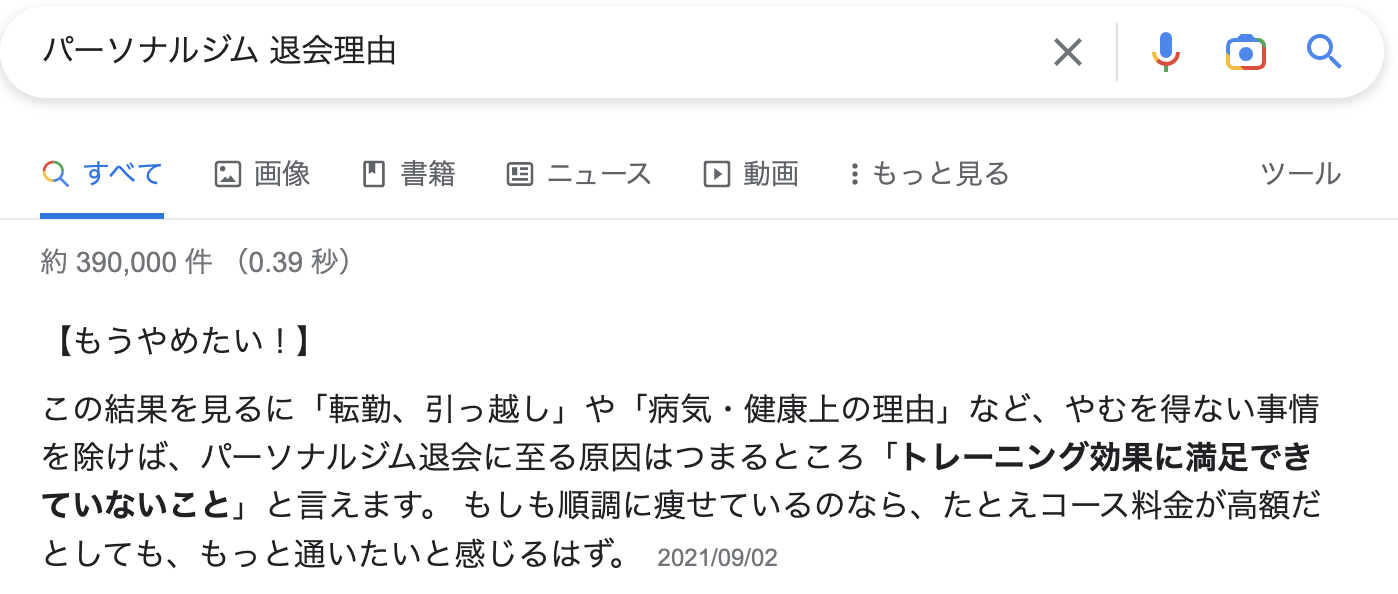 パーソナルジム 退会理由
すべて 画像 書籍 ニュース 動画 もっと見る ツール
約 390,000 件 （0.39 秒）
【もうやめたい！】
この結果を見るに「転勤、引っ越し」や「病気・健康上の理由」など、やむを得ない事情
を除けば、パーソナルジム退会に至る原因はつまるところ「トレーニング効果に満足でき
ていないこと」と言えます。 もしも順調に痩せているのなら、たとえコース料金が高額だ
としても、もっと通いたいと感じるはず。 2021/09/02